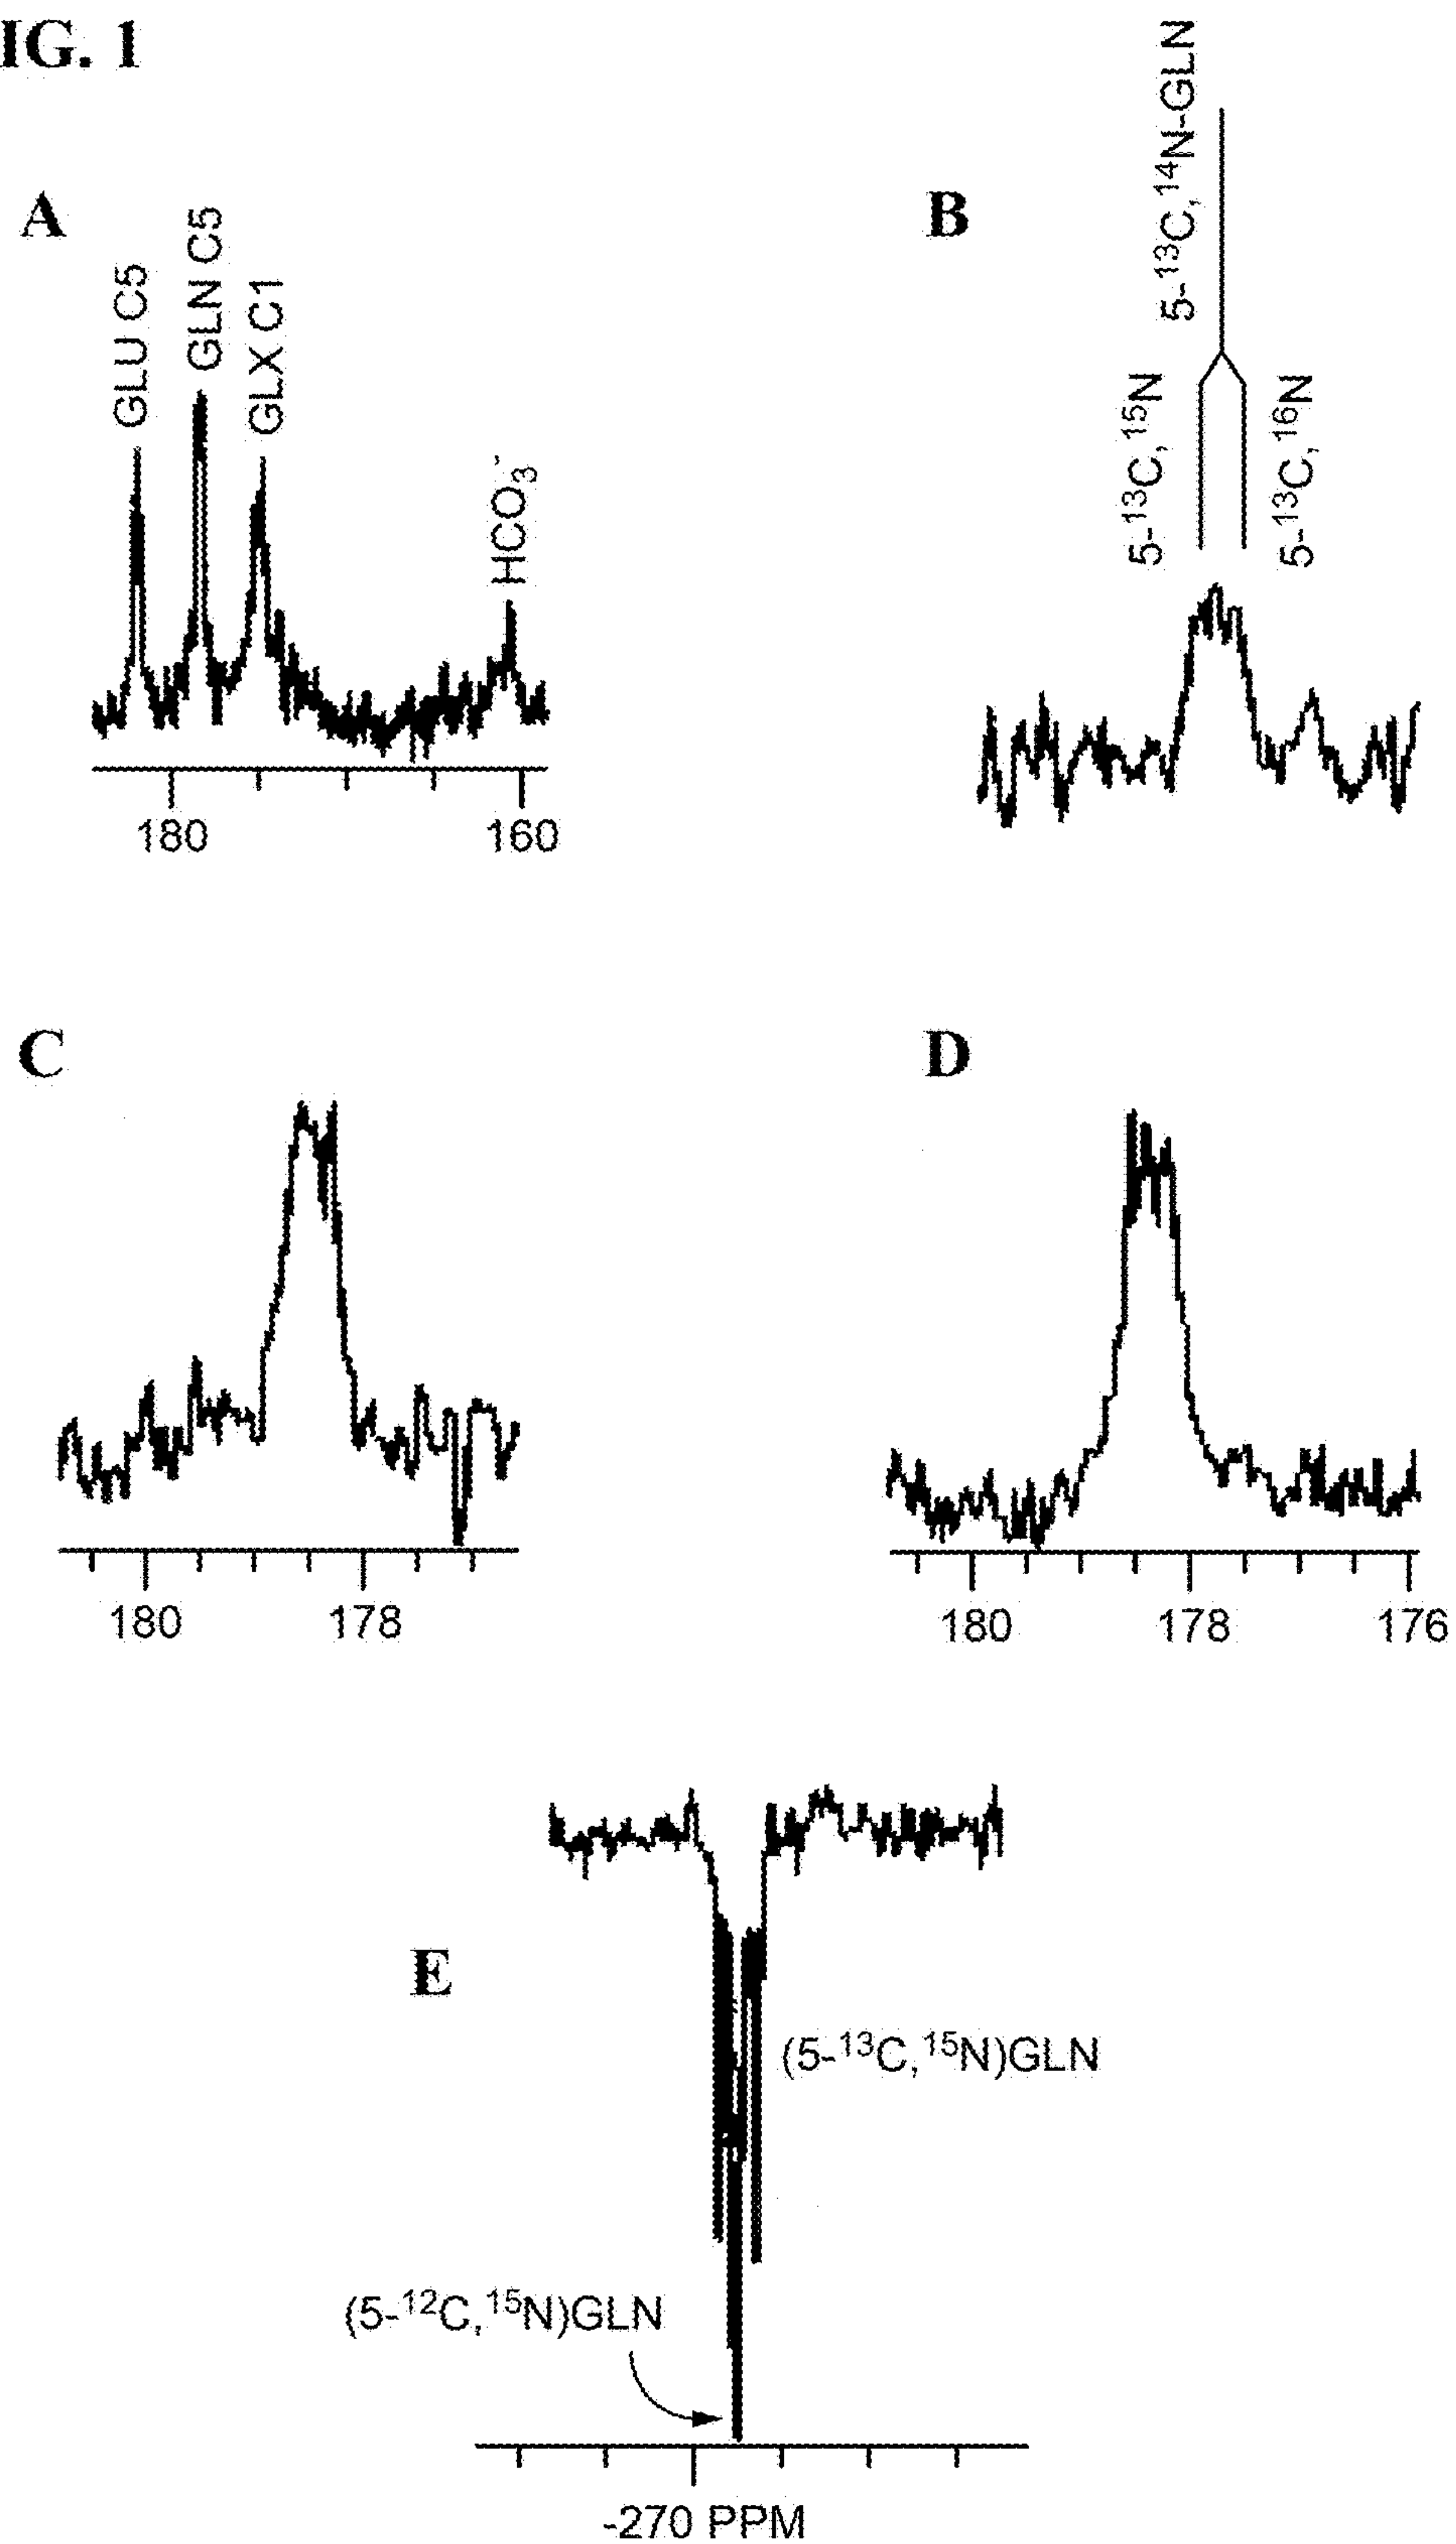 IG. 1
A
GLU C5
GLN C5
GLX C1
HCO₃⁻
180
160
B
5-¹³C,¹⁴N-GLN
5-¹³C,¹⁵N
5-¹³C,¹⁶N
C
180
178
D
180
178
176
E
(5-¹³C,¹⁵N)GLN
(5-¹²C,¹⁵N)GLN
-270 PPM